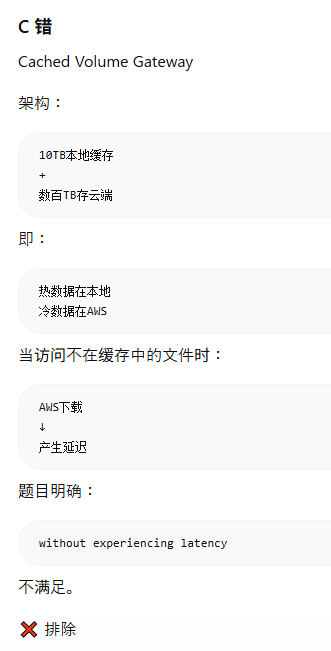 C 错
Cached Volume Gateway
架构：
10TB本地缓存
+
数百TB存云端
即：
热数据在本地
冷数据在AWS
当访问不在缓存中的文件时：
AWS下载
↓
产生延迟
题目明确：
without experiencing latency
不满足。
❌ 排除